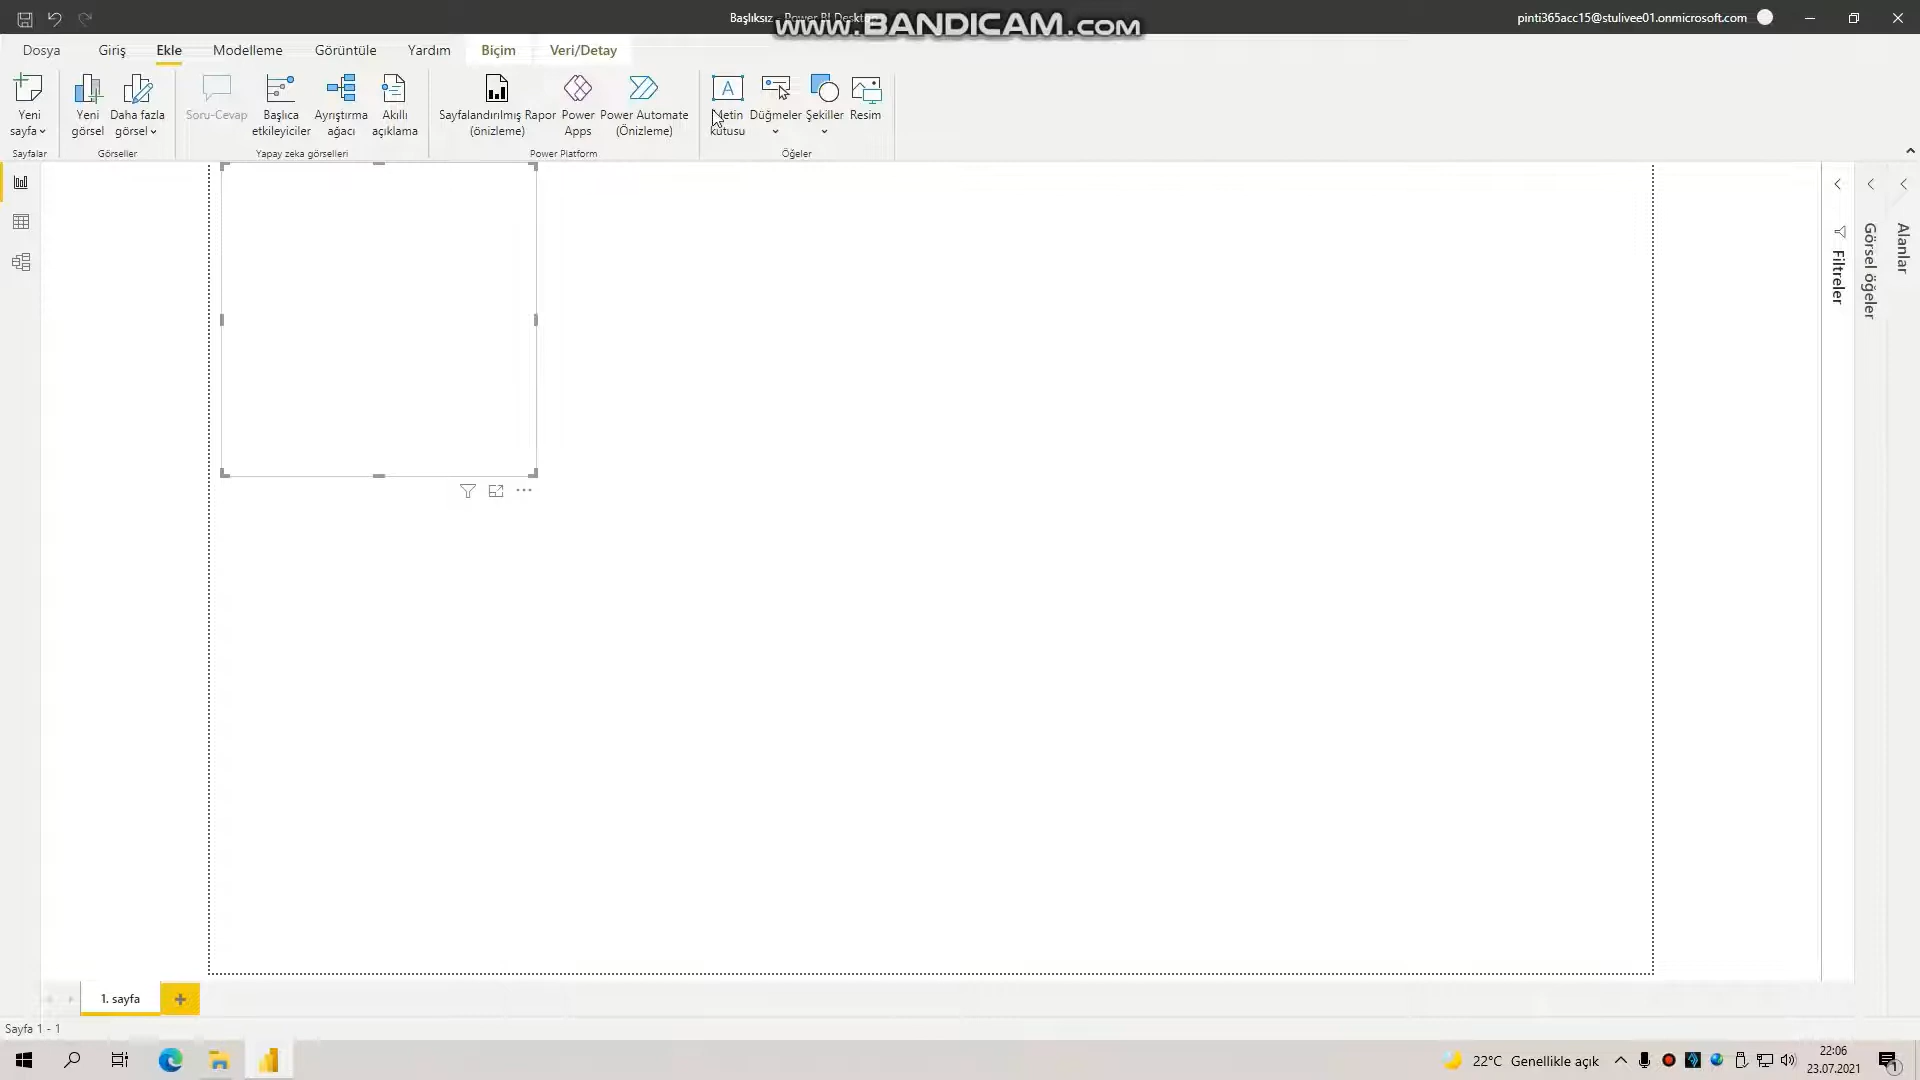 Başlıksız - Power BI Desktop
www.BANDICAM.com
pinti365acc15@stulivee01.onmicrosoft.com
Dosya Giriş Ekle Modelleme Görüntüle Yardım Biçim Veri/Detay
Yeni sayfa
Yeni görsel
Daha fazla görsel
Soru-Cevap
Başlıca etkileyiciler
Ayrıştırma ağacı
Akıllı açıklama
Sayfalandırılmış Rapor (önizleme)
Power Apps
Power Automate (Önizleme)
Metin kutusu
Düğmeler
Şekiller
Resim
Sayfalar
Görseller
Yapay zeka görselleri
Power Platform
Öğeler
Filtreler
Görsel öğeler
Alanlar
1. sayfa
Sayfa 1 - 1
22°C Genellikle açık
22:06
23.07.2021
1